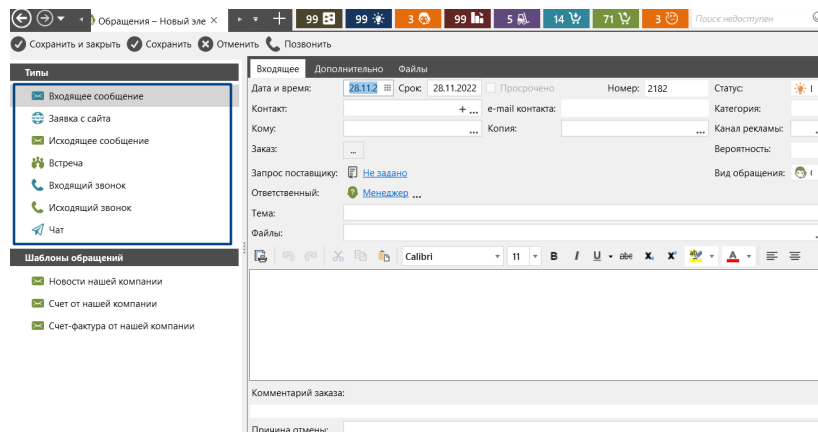 Обращения – Новый эле × 99 99 3 99 5 14 71 3 Поиск недоступен
Сохранить и закрыть Сохранить Отменить Позвонить
Типы
Входящее сообщение
Заявка с сайта
Исходящее сообщение
Встреча
Входящий звонок
Исходящий звонок
Чат
Шаблоны обращений
Новости нашей компании
Счет от нашей компании
Счет-фактура от нашей компании
Входящее Дополнительно Файлы
Дата и время: 28.11.2 Срок: 28.11.2022 Просрочено Номер: 2182 Статус:
Контакт: + ... e-mail контакта: Категория:
Кому: ... Копия: ... Канал рекламы:
Заказ: ... Вероятность:
Запрос поставщику: Не задано Вид обращения:
Ответственный: Менеджер ...
Тема:
Файлы:
Calibri 11 B I U abc X, X² ab A
Комментарий заказа:
Причина отмены: